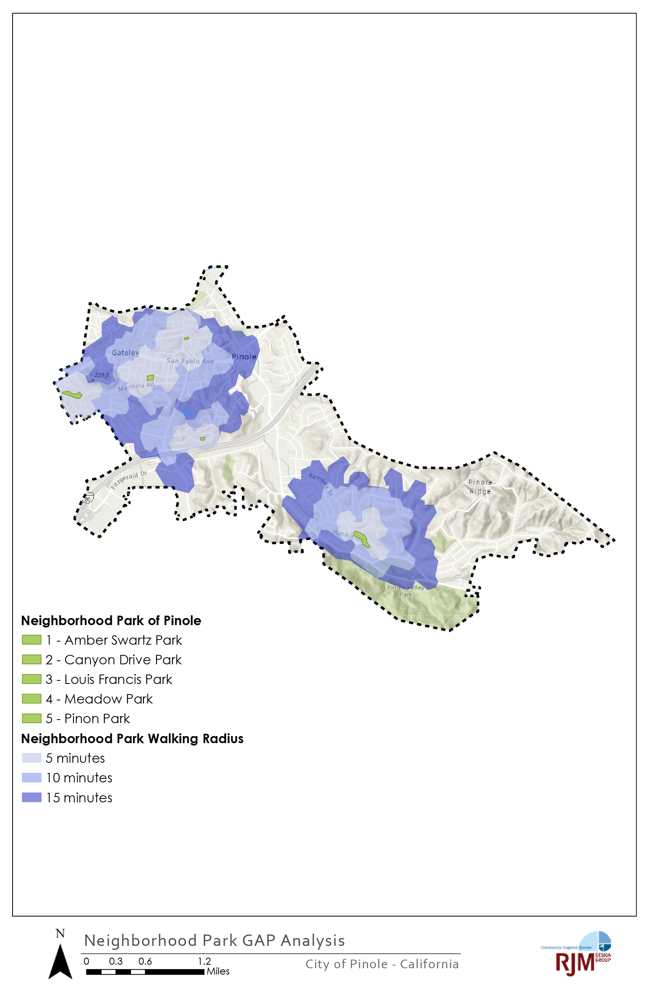 Gateley
San Pablo Ave
Pinole
229 ft
Marlesta Rd
Fitzgerald Dr
80
Ramona St
Pinole
Ridge
Pinole Creek
Pinole Valley
Park
Neighborhood Park of Pinole
1 - Amber Swartz Park
2 - Canyon Drive Park
3 - Louis Francis Park
4 - Meadow Park
5 - Pinon Park
Neighborhood Park Walking Radius
5 minutes
10 minutes
15 minutes
N
Neighborhood Park GAP Analysis
0 0.3 0.6 1.2
Miles
City of Pinole - California
Community Inspired Spaces
RJM DESIGN
GROUP